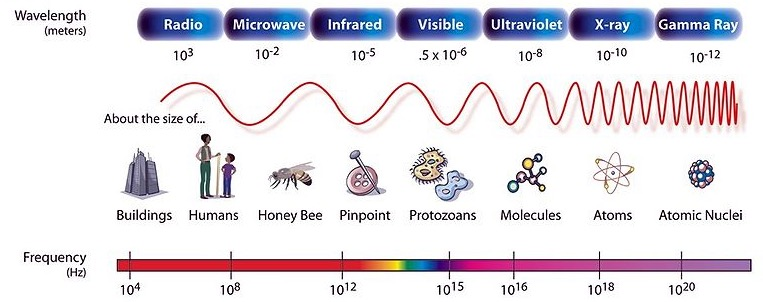 Wavelength
(meters)
Radio Microwave Infrared Visible Ultraviolet X-ray Gamma Ray
10³ 10⁻² 10⁻⁵ .5 x 10⁻⁶ 10⁻⁸ 10⁻¹⁰ 10⁻¹²
About the size of...
Buildings Humans Honey Bee Pinpoint Protozoans Molecules Atoms Atomic Nuclei
Frequency
(Hz)
10⁴ 10⁸ 10¹² 10¹⁵ 10¹⁶ 10¹⁸ 10²⁰